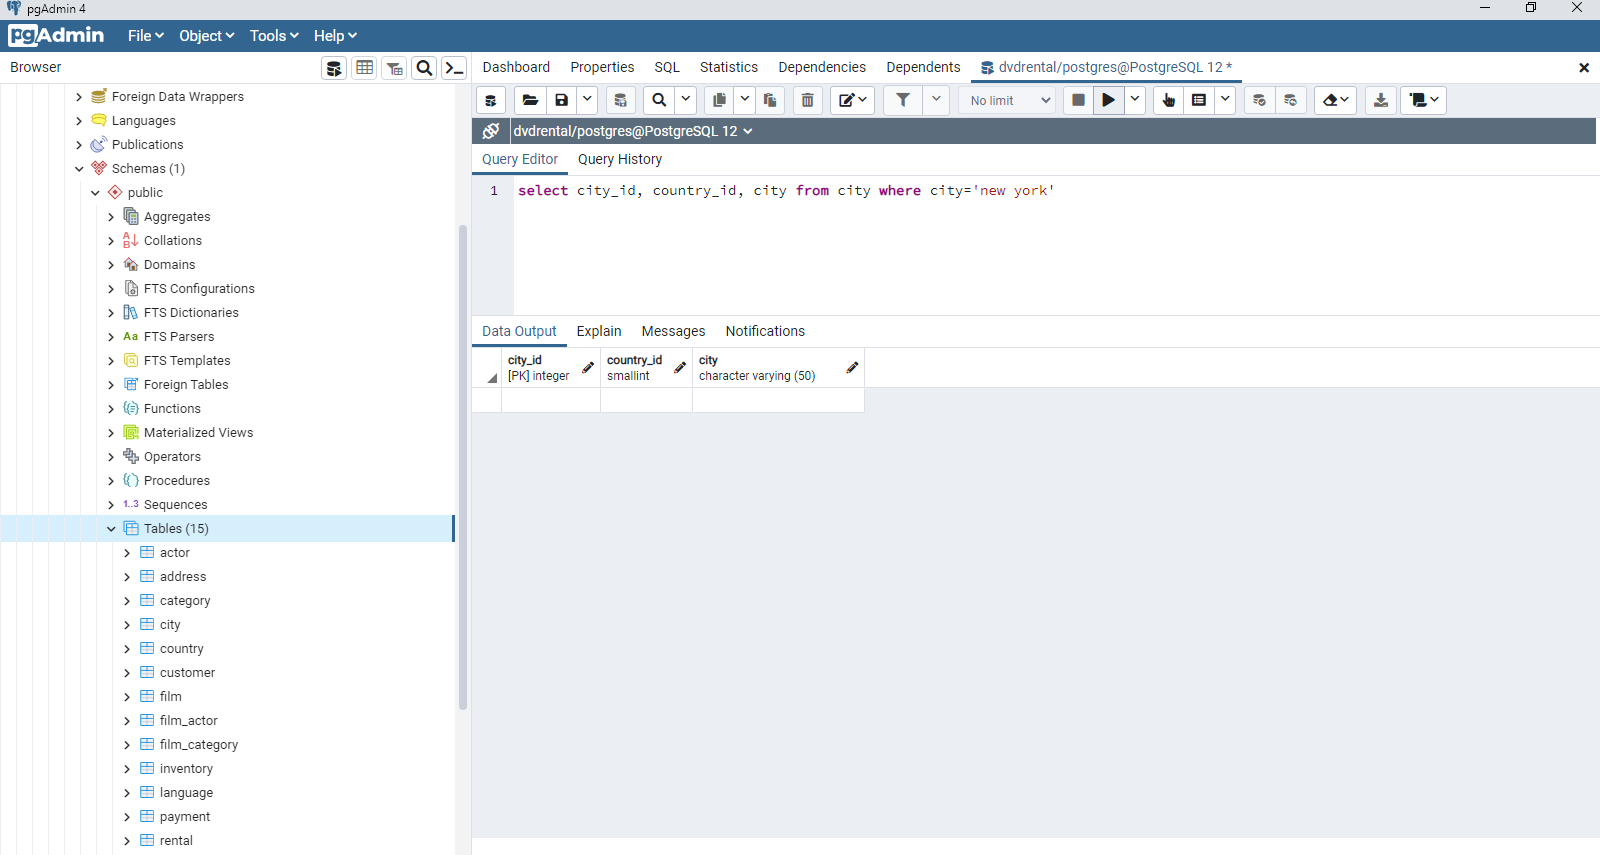 pgAdmin 4
pgAdmin File Object Tools Help
Browser
Dashboard Properties SQL Statistics Dependencies Dependents dvdrental/postgres@PostgreSQL 12 *
No limit
dvdrental/postgres@PostgreSQL 12
Query Editor Query History
1 select city_id, country_id, city from city where city='new york'
Data Output Explain Messages Notifications
city_id country_id city
[PK] integer smallint character varying (50)
Foreign Data Wrappers
Languages
Publications
Schemas (1)
public
Aggregates
Collations
Domains
FTS Configurations
FTS Dictionaries
Aa FTS Parsers
FTS Templates
Foreign Tables
Functions
Materialized Views
Operators
Procedures
1..3 Sequences
Tables (15)
actor
address
category
city
country
customer
film
film_actor
film_category
inventory
language
payment
rental